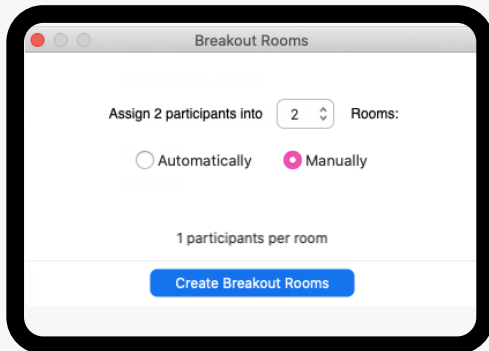 Breakout Rooms
Assign 2 participants into 2 Rooms:
Automatically Manually
1 participants per room
Create Breakout Rooms